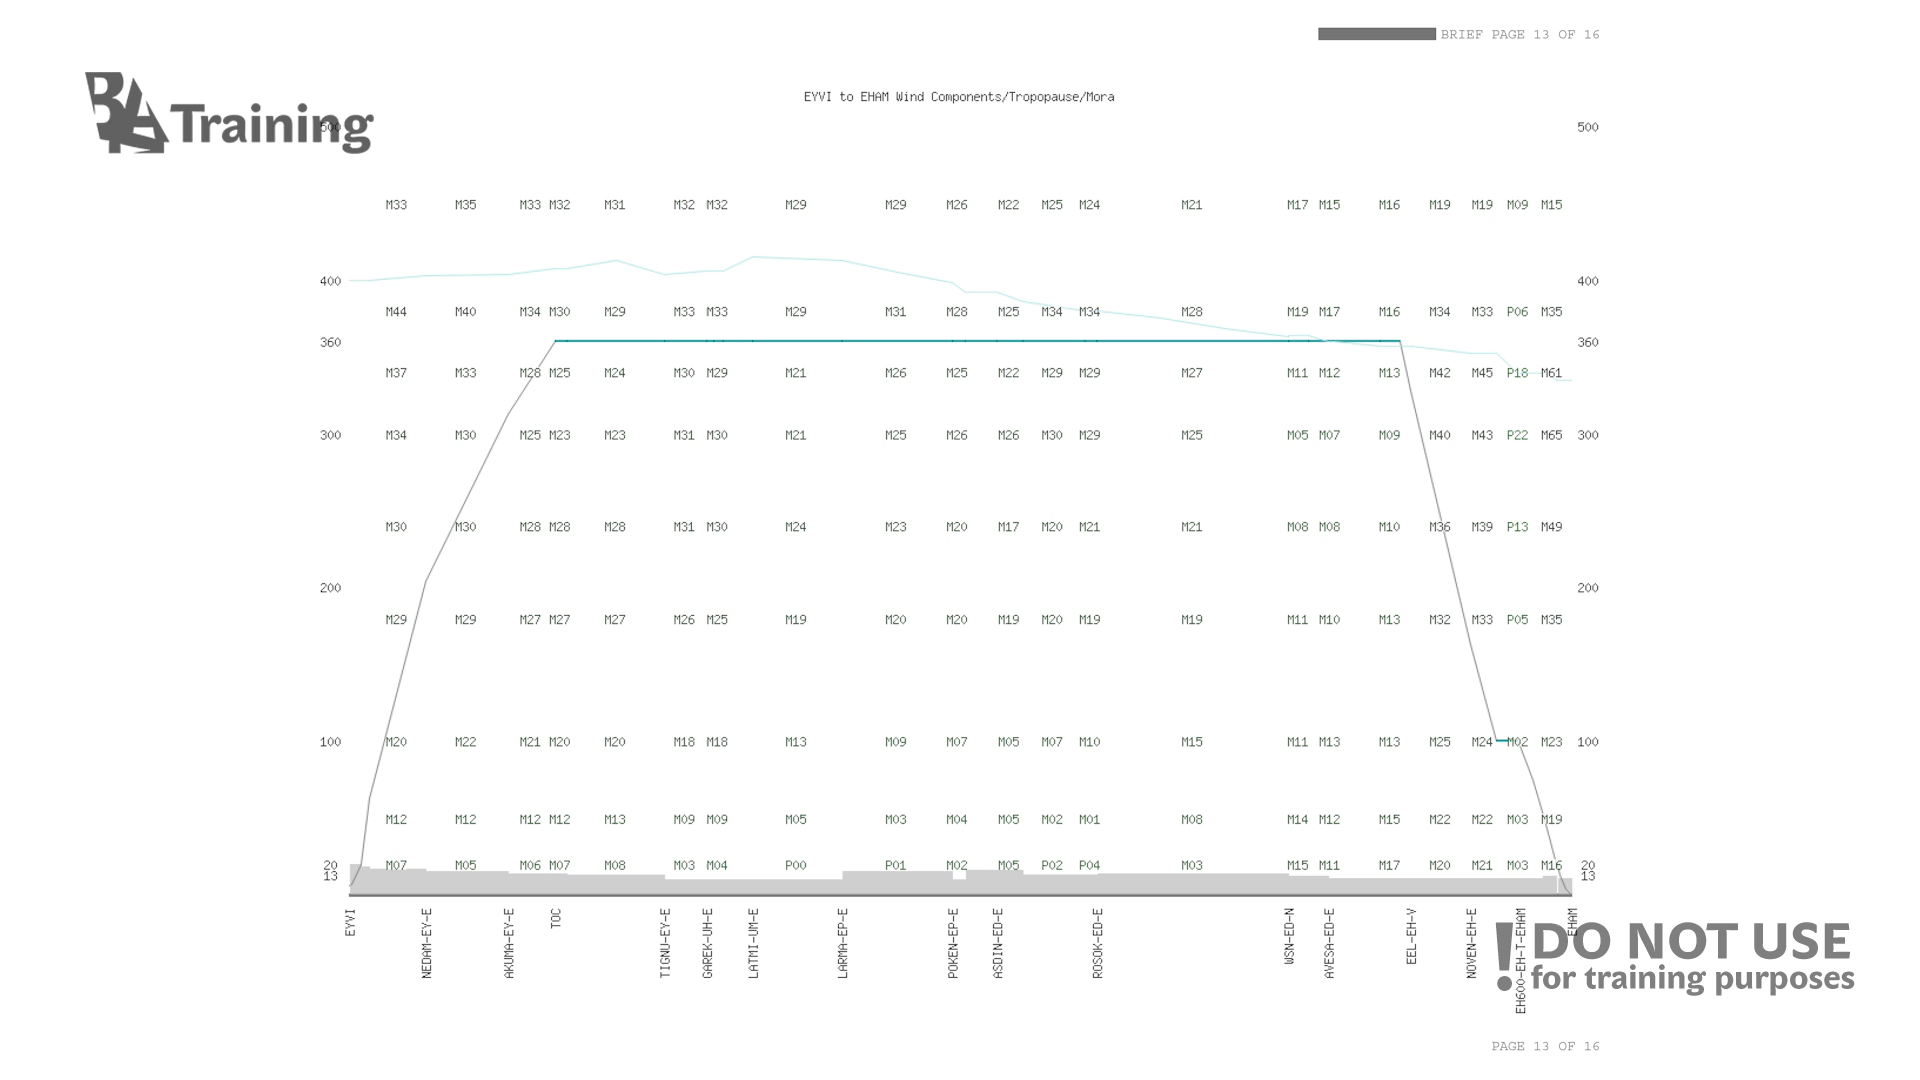 BRIEF PAGE 13 OF 16
BAA Training
EYVI to EHAM Wind Components/Tropopause/Mora
500 500
M33 M35 M33 M32 M31 M32 M32 M29 M29 M26 M22 M25 M24 M21 M17 M15 M16 M19 M19 M09 M15
400 400
M44 M40 M34 M30 M29 M33 M33 M29 M31 M28 M25 M34 M34 M28 M19 M17 M16 M34 M33 P06 M35
360 360
M37 M33 M28 M25 M24 M30 M29 M21 M26 M25 M22 M29 M29 M27 M11 M12 M13 M42 M45 P18 M61
300 M34 M30 M25 M23 M23 M31 M30 M21 M25 M26 M26 M30 M29 M25 M05 M07 M09 M40 M43 P22 M65 300
M30 M30 M28 M28 M28 M31 M30 M24 M23 M20 M17 M20 M21 M21 M08 M08 M10 M36 M39 P13 M49
200 200
M29 M29 M27 M27 M27 M26 M25 M19 M20 M20 M19 M20 M19 M19 M11 M10 M13 M32 M33 P05 M35
100 M20 M22 M21 M20 M20 M18 M18 M13 M09 M07 M05 M07 M10 M15 M11 M13 M13 M25 M24 M02 M23 100
M12 M12 M12 M12 M13 M09 M09 M05 M03 M04 M05 M02 M01 M08 M14 M12 M15 M22 M22 M03 M19
20 M07 M05 M06 M07 M08 M03 M04 P00 P01 M02 M05 P02 P04 M03 M15 M11 M17 M20 M21 M03 M16 20
13 13
EYVI
NEDAM-EY-E
AKUMA-EY-E
TOC
TIGNU-EY-E
GAREK-UH-E
LATMI-UM-E
LARMA-EP-E
POKEN-EP-E
ASDIN-ED-E
ROSOK-ED-E
WSN-ED-N
AVESA-ED-E
EEL-EH-V
NOVEN-EH-E
EH600-EH-T-EHAM
EHAM
! DO NOT USE
for training purposes
PAGE 13 OF 16